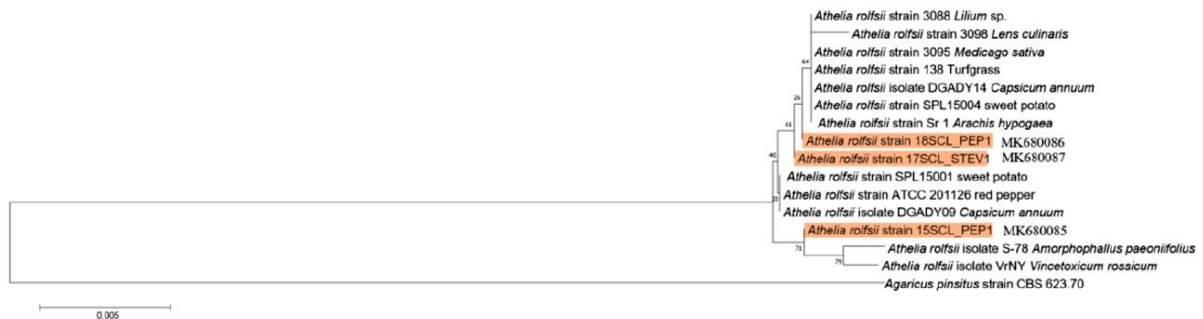 Athelia rolfsii strain 3088 Lilium sp.
Athelia rolfsii strain 3098 Lens culinaris
64
Athelia rolfsii strain 3095 Medicago sativa
Athelia rolfsii strain 138 Turfgrass
Athelia rolfsii isolate DGADY14 Capsicum annuum
26
Athelia rolfsii strain SPL15004 sweet potato
61
Athelia rolfsii strain Sr 1 Arachis hypogaea
Athelia rolfsii strain 18SCL_PEP1 MK680086
40
Athelia rolfsii strain 17SCL_STEV1 MK680087
Athelia rolfsii strain SPL15001 sweet potato
Athelia rolfsii strain ATCC 201126 red pepper
Athelia rolfsii isolate DGADY09 Capsicum annuum
Athelia rolfsii strain 15SCL_PEP1 MK680085
71
Athelia rolfsii isolate S-78 Amorphophallus paeoniifolius
79
Athelia rolfsii isolate VrNY Vincetoxicum rossicum
Agaricus pinsitus strain CBS 623.70
0.005